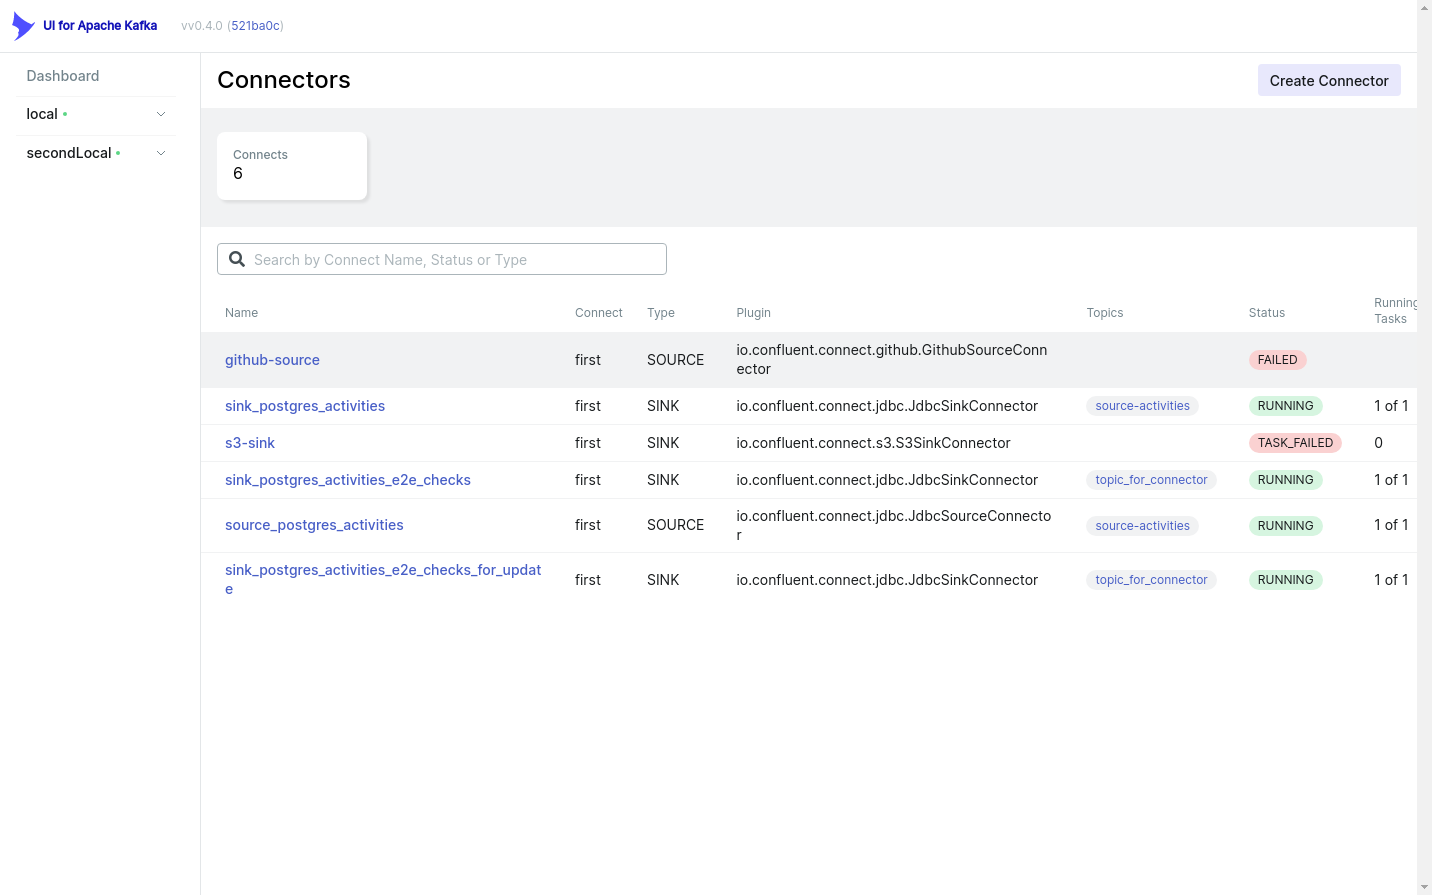 UI for Apache Kafka vv0.4.0 (521ba0c)
Dashboard
local
secondLocal
Connectors
Create Connector
Connects
6
Search by Connect Name, Status or Type
Name Connect Type Plugin Topics Status Running Tasks
github-source first SOURCE io.confluent.connect.github.GithubSourceConn
ector FAILED
sink_postgres_activities first SINK io.confluent.connect.jdbc.JdbcSinkConnector source-activities RUNNING 1 of 1
s3-sink first SINK io.confluent.connect.s3.S3SinkConnector TASK_FAILED 0
sink_postgres_activities_e2e_checks first SINK io.confluent.connect.jdbc.JdbcSinkConnector topic_for_connector RUNNING 1 of 1
source_postgres_activities first SOURCE io.confluent.connect.jdbc.JdbcSourceConnecto
r source-activities RUNNING 1 of 1
sink_postgres_activities_e2e_checks_for_updat
e first SINK io.confluent.connect.jdbc.JdbcSinkConnector topic_for_connector RUNNING 1 of 1